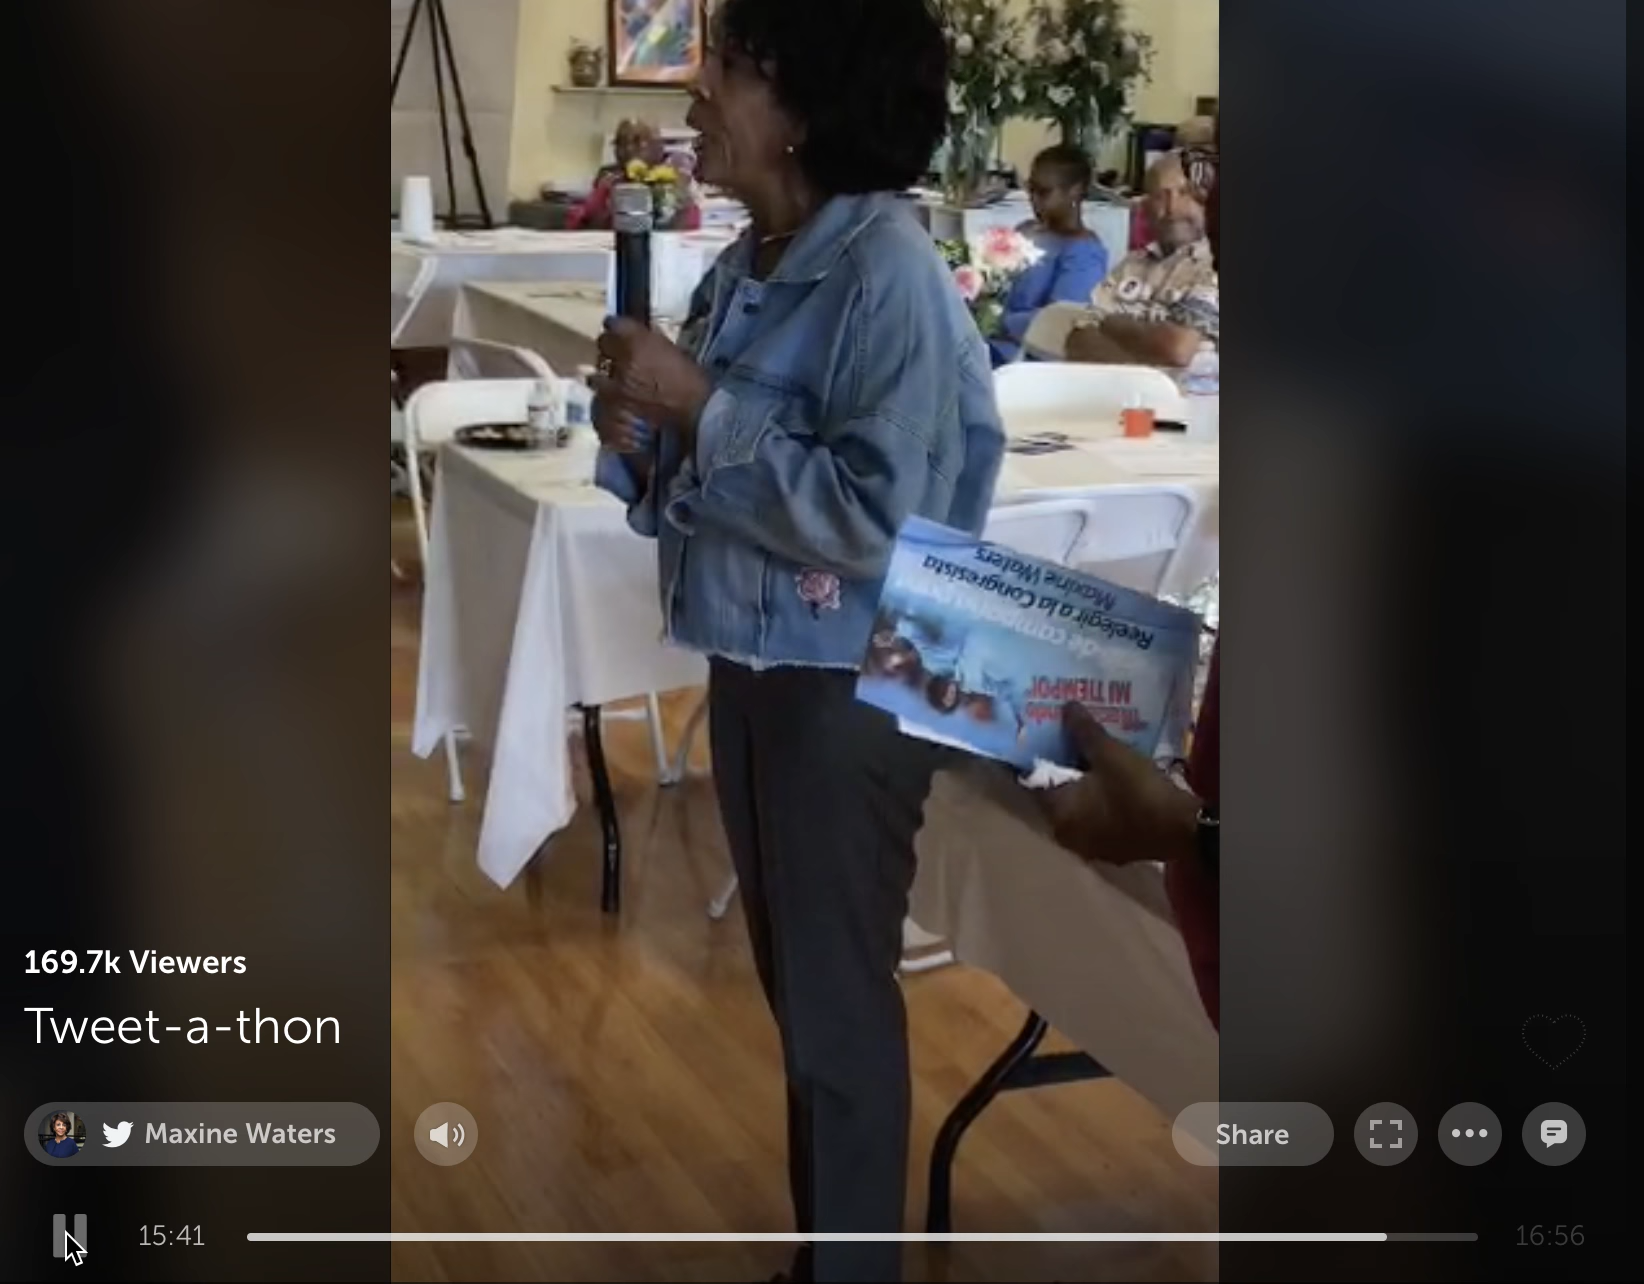 Reelegir a la Congresista
Maxine Waters
MI TIEMPO!
169.7k Viewers
Tweet-a-thon
Maxine Waters
Share
15:41
16:56